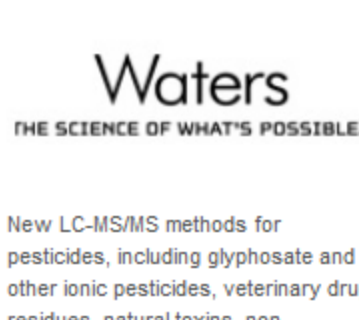 Waters
THE SCIENCE OF WHAT'S POSSIBLE
New LC-MS/MS methods for
pesticides, including glyphosate and
other ionic pesticides, veterinary dru
residues, natural toxins, non-